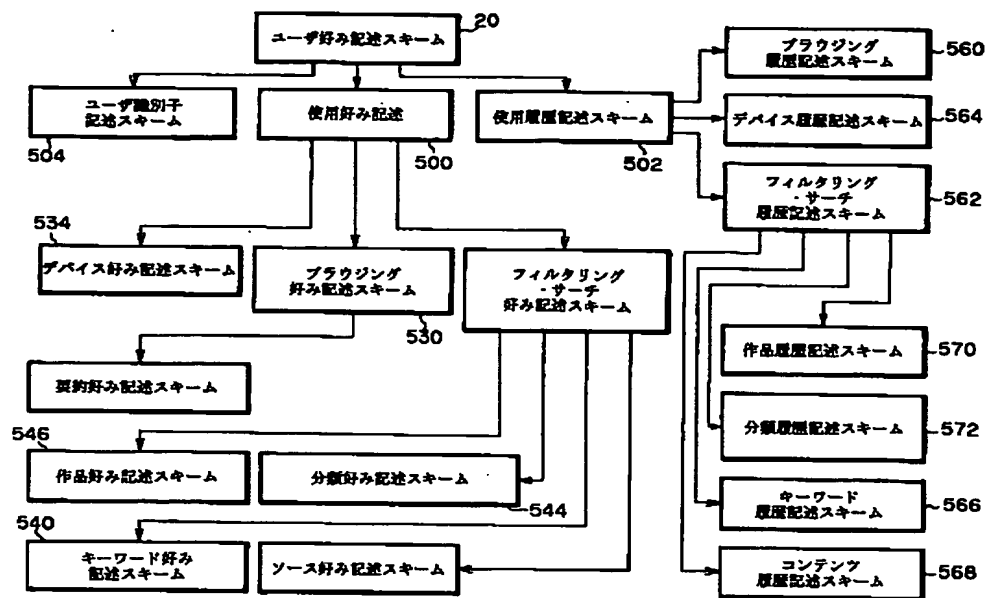 ユーザ好み記述スキーム
20
ユーザ識別子
記述スキーム
504
使用好み記述
500
使用履歴記述スキーム
502
ブラウジング
履歴記述スキーム
560
デバイス履歴記述スキーム
564
フィルタリング
・サーチ
履歴記述スキーム
562
534
デバイス好み記述スキーム
ブラウジング
好み記述スキーム
530
フィルタリング
・サーチ
好み記述スキーム
作品履歴記述スキーム
570
要約好み記述スキーム
分類履歴記述スキーム
572
546
作品好み記述スキーム
分類好み記述スキーム
544
キーワード
履歴記述スキーム
566
540
キーワード好み
記述スキーム
ソース好み記述スキーム
コンテンツ
履歴記述スキーム
568